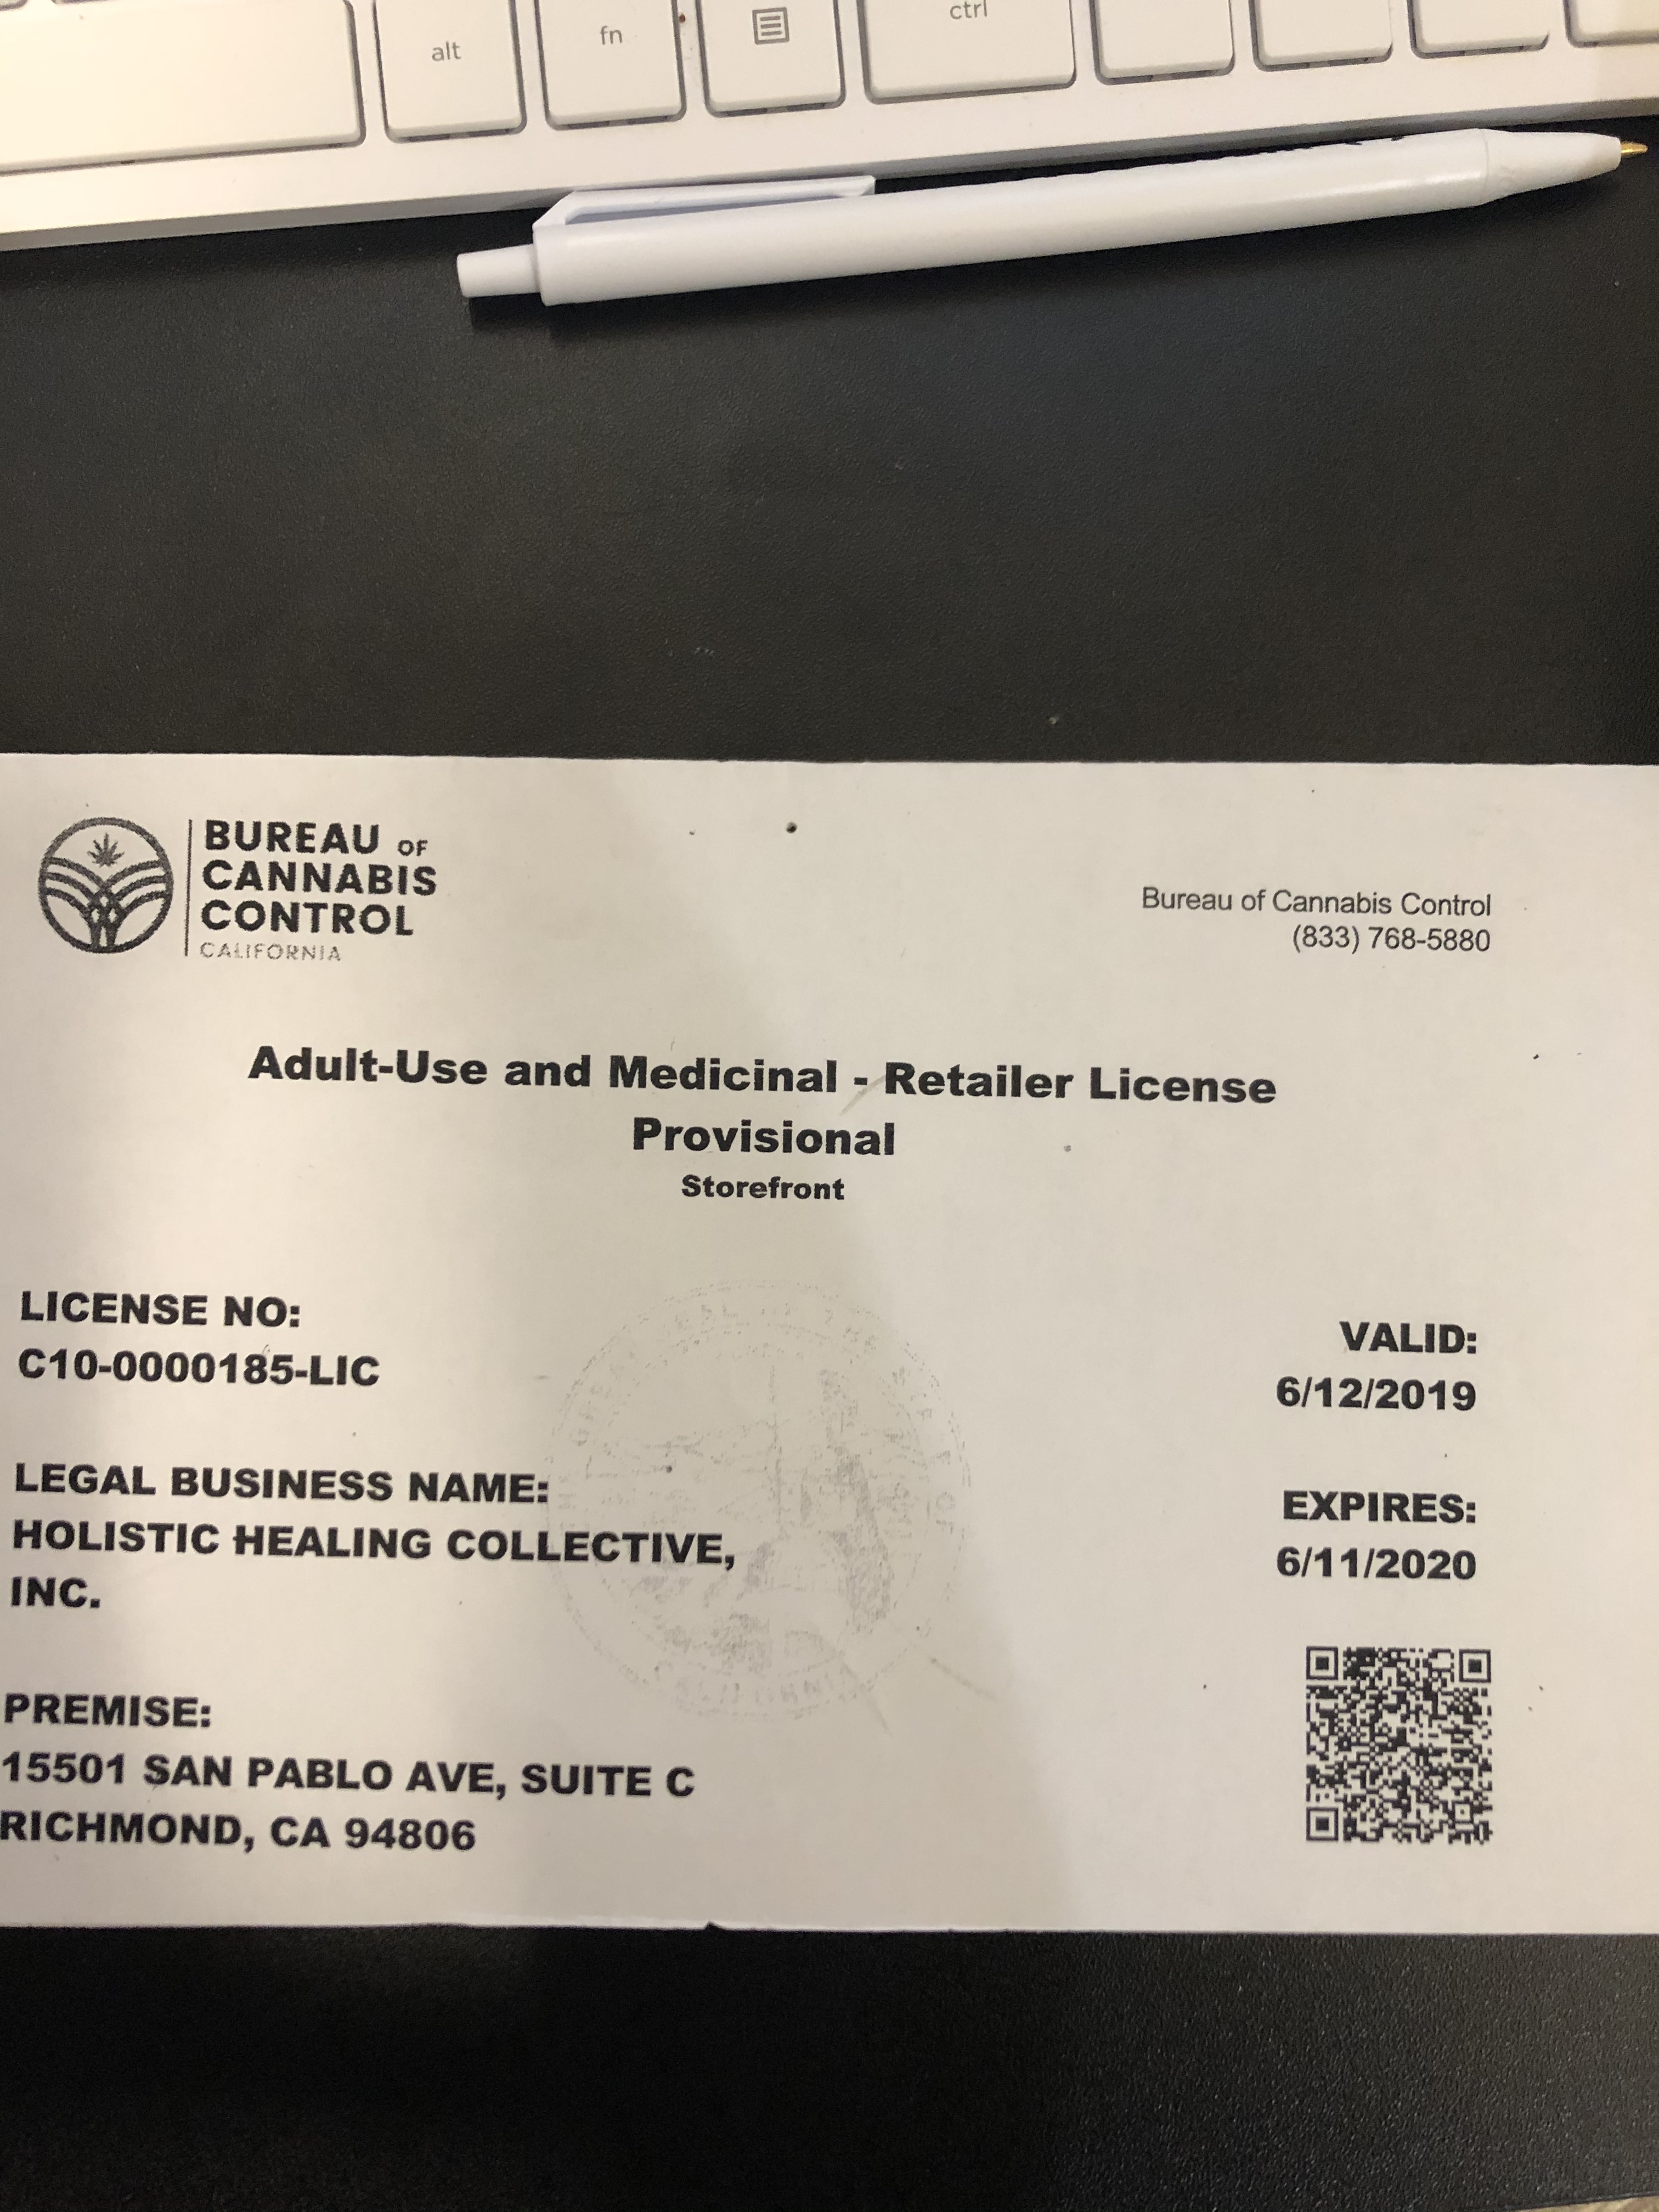 alt
fn
ctrl
BUREAU OF
CANNABIS
CONTROL
CALIFORNIA
Bureau of Cannabis Control
(833) 768-5880
Adult-Use and Medicinal - Retailer License
Provisional
Storefront
LICENSE NO:
C10-0000185-LIC
VALID:
6/12/2019
LEGAL BUSINESS NAME:
HOLISTIC HEALING COLLECTIVE,
INC.
EXPIRES:
6/11/2020
PREMISE:
15501 SAN PABLO AVE, SUITE C
RICHMOND, CA 94806